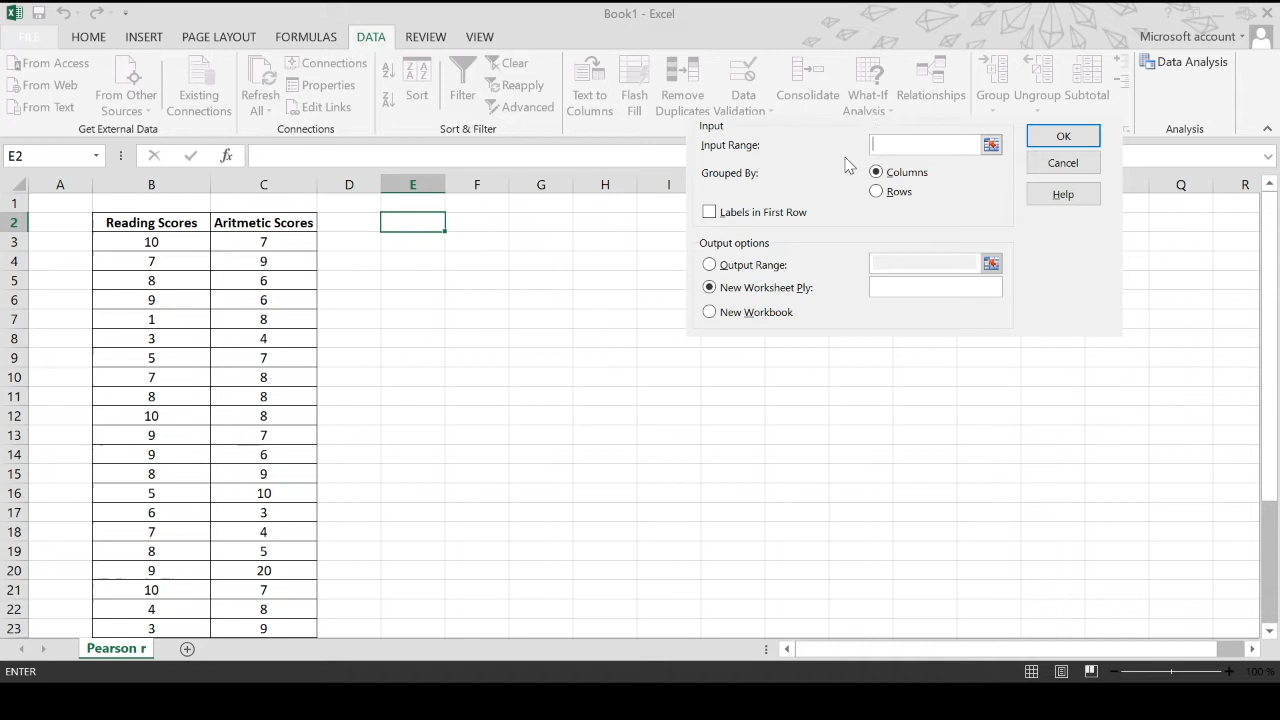 Book1 - Excel
FILE HOME INSERT PAGE LAYOUT FORMULAS DATA REVIEW VIEW Microsoft account
From Access
From Web
From Text
From Other Sources
Existing Connections
Get External Data
Refresh All
Connections
Properties
Edit Links
Connections
Sort
Filter
Clear
Reapply
Advanced
Sort & Filter
Text to Columns
Flash Fill
Remove Duplicates
Data Validation
Consolidate
What-If Analysis
Relationships
Group
Ungroup
Subtotal
Data Analysis
Analysis
E2
fx
Input
Input Range:
Grouped By:
Columns
Rows
Labels in First Row
Output options
Output Range:
New Worksheet Ply:
New Workbook
OK
Cancel
Help
A B C D E F G H I Q R
1
2 Reading Scores Aritmetic Scores
3 10 7
4 7 9
5 8 6
6 9 6
7 1 8
8 3 4
9 5 7
10 7 8
11 8 8
12 10 8
13 9 7
14 9 6
15 8 9
16 5 10
17 6 3
18 7 4
19 8 5
20 9 20
21 10 7
22 4 8
23 3 9
Pearson r
ENTER
100 %